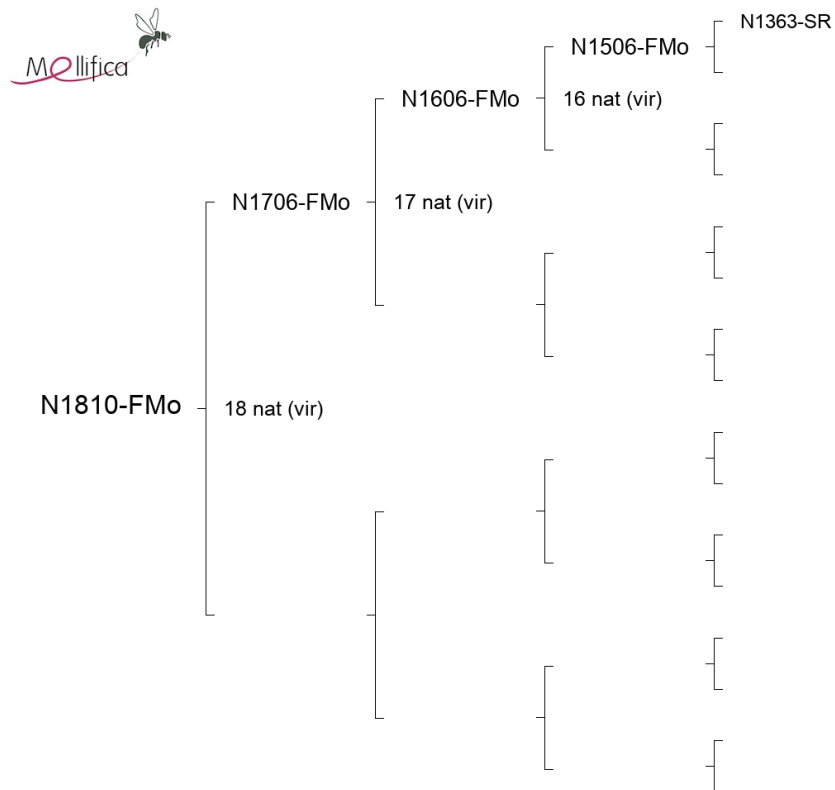 Mellifica
N1363-SR
N1506-FMo
N1606-FMo
16 nat (vir)
N1706-FMo
17 nat (vir)
N1810-FMo
18 nat (vir)